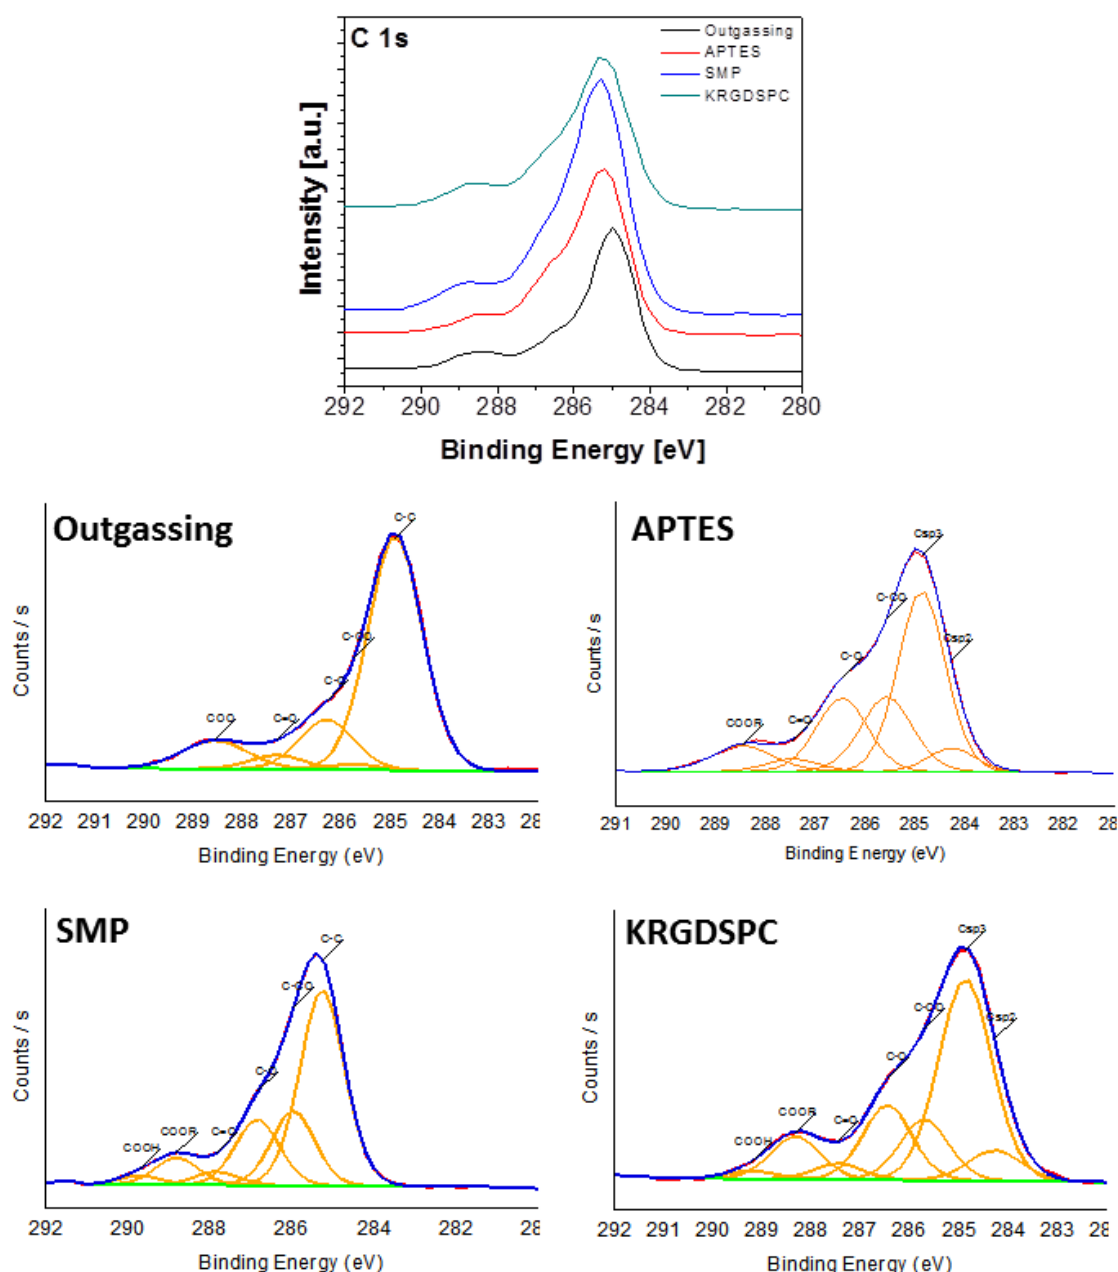 C 1s
Outgassing
APTES
SMP
KRGDSPC
Intensity [a.u.]
292 290 288 286 284 282 280
Binding Energy [eV]
Outgassing
C-C
C-CO
C-O
C=O
COO
Counts / s
292 291 290 289 288 287 286 285 284 283 28
Binding Energy (eV)
APTES
Csp3
C-CO
Csp2
C-O
C=O
COOR
Counts / s
291 290 289 288 287 286 285 284 283 282 28
Binding Energy (eV)
SMP
C-C
C-CO
C-O
C=O
COOR
COOH
Counts / s
292 290 288 286 284 282 28
Binding Energy (eV)
KRGDSPC
Csp3
C-CO
Csp2
C-O
C=O
COOR
COOH
Counts / s
292 291 290 289 288 287 286 285 284 283 28
Binding Energy (eV)